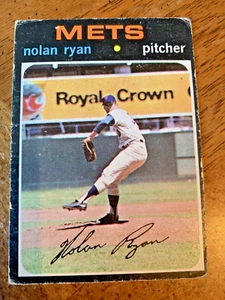 METS
nolan ryan • pitcher
Royal Crown
Nolan Ryan